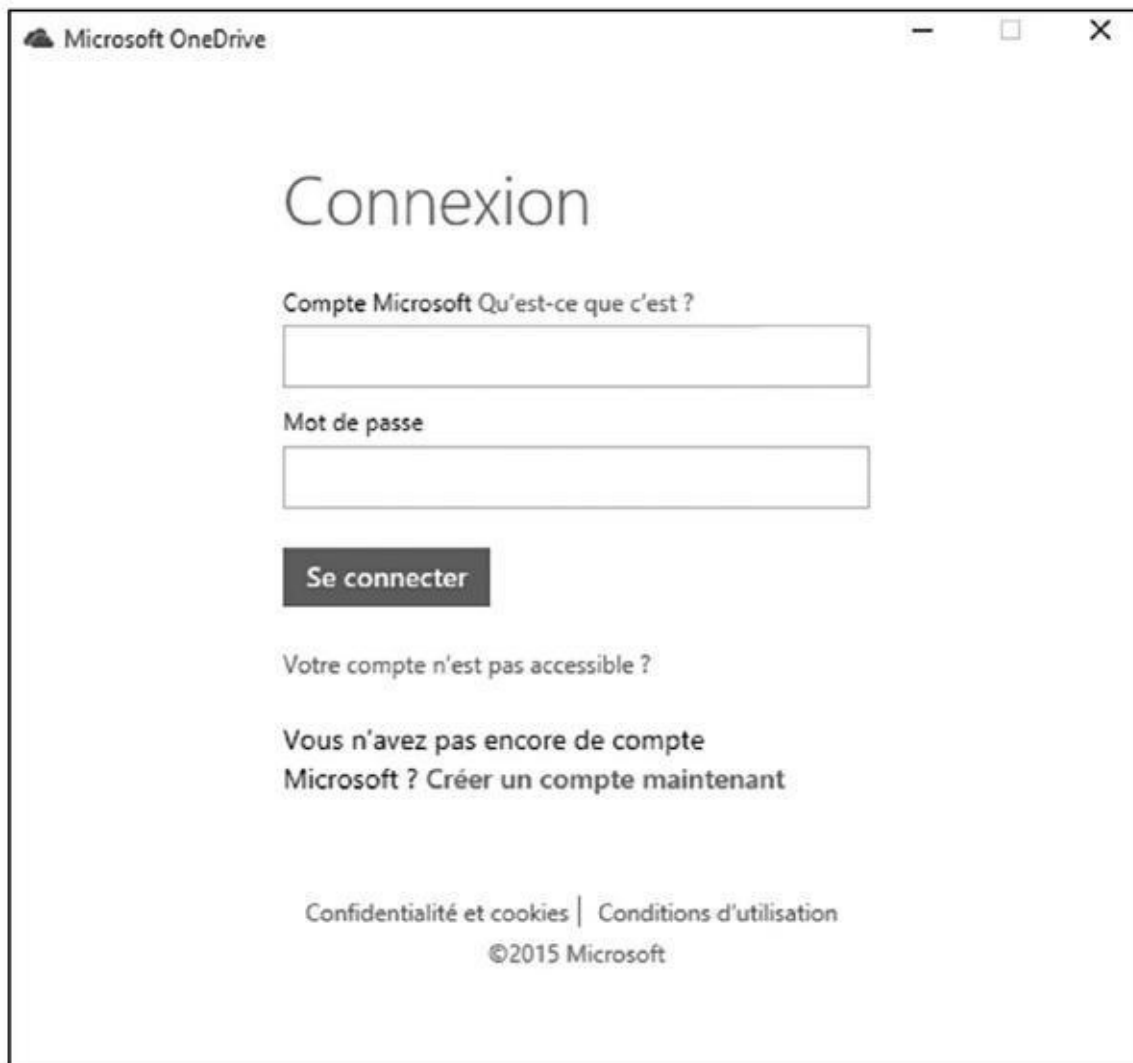 Microsoft OneDrive
Connexion
Compte Microsoft Qu'est-ce que c'est ?
Mot de passe
Se connecter
Votre compte n'est pas accessible ?
Vous n'avez pas encore de compte
Microsoft ? Créer un compte maintenant
Confidentialité et cookies | Conditions d'utilisation
©2015 Microsoft